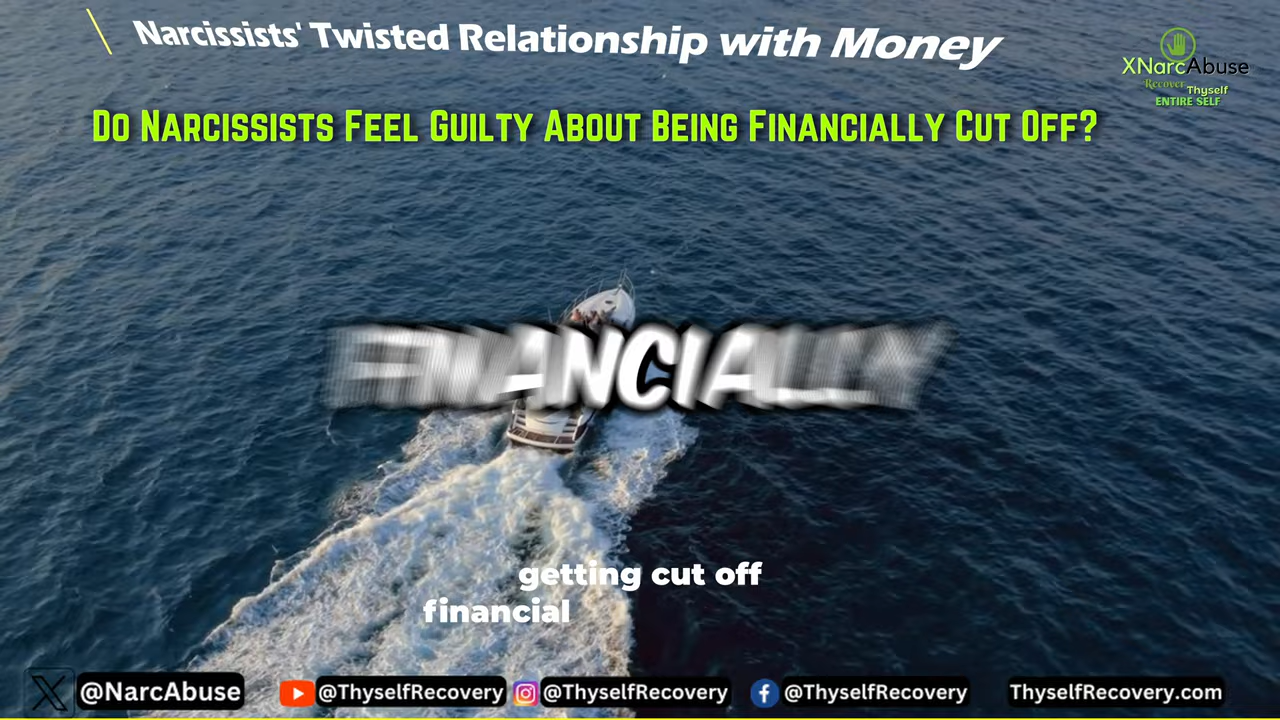 Narcissists' Twisted Relationship with Money
XNarcAbuse
Recover Thyself
ENTIRE SELF
Do Narcissists Feel Guilty About Being Financially Cut Off?
FINANCIALLY
getting cut off
financial
@NarcAbuse
@ThyselfRecovery
@ThyselfRecovery
@ThyselfRecovery
ThyselfRecovery.com